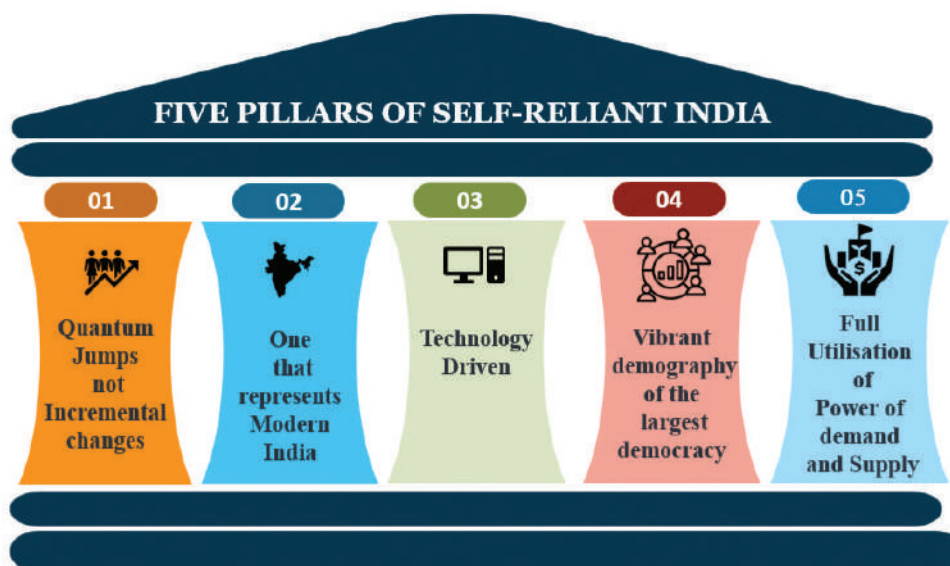 FIVE PILLARS OF SELF-RELIANT INDIA
01
Quantum
Jumps
not
Incremental
changes
02
One
that
represents
Modern
India
03
Technology
Driven
04
Vibrant
demography
of the
largest
democracy
05
$
Full
Utilisation
of
Power of
demand
and Supply